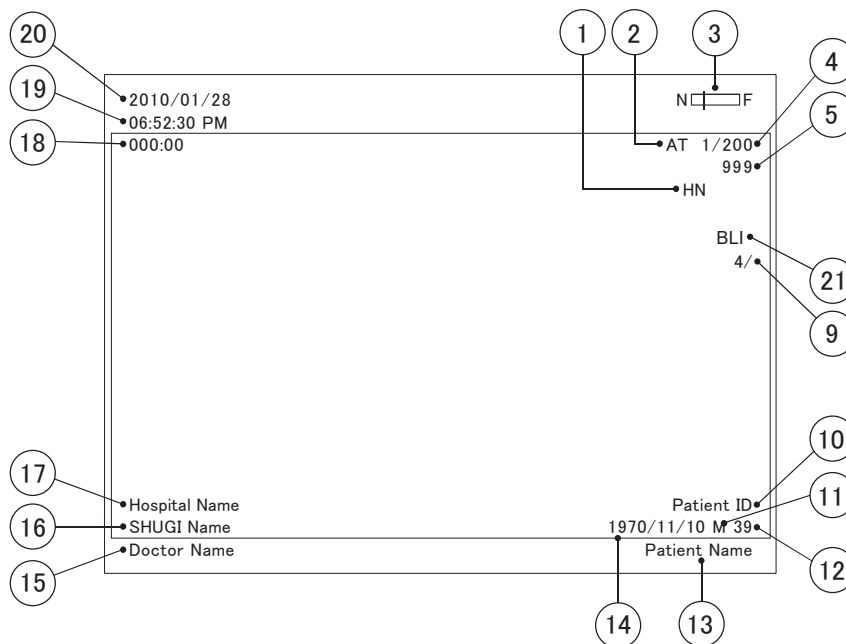 1
2
3
20
19
18
4
5
2010/01/28
06:52:30 PM
000:00
N F
AT 1/200
999
HN
BLI
4/
21
9
10
11
17
16
15
Hospital Name
SHUGI Name
Doctor Name
Patient ID
1970/11/10 M 39
Patient Name
12
14
13